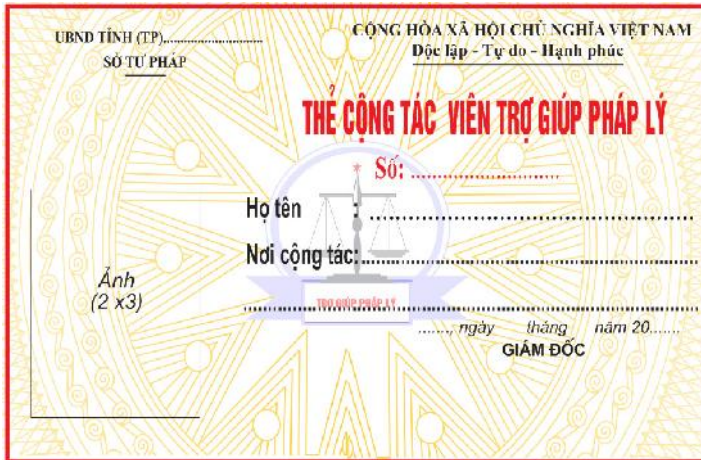 UBND TỈNH (TP)........................
SỞ TƯ PHÁP
CỘNG HÒA XÃ HỘI CHỦ NGHĨA VIỆT NAM
Độc lập - Tự do - Hạnh phúc
THẺ CỘNG TÁC VIÊN TRỢ GIÚP PHÁP LÝ
Số: ..........................
Họ tên : ......................................................
Nơi cộng tác:......................................................
Ảnh
(2 x3)
TRỢ GIÚP PHÁP LÝ
......................................................................
......., ngày tháng năm 20.......
GIÁM ĐỐC